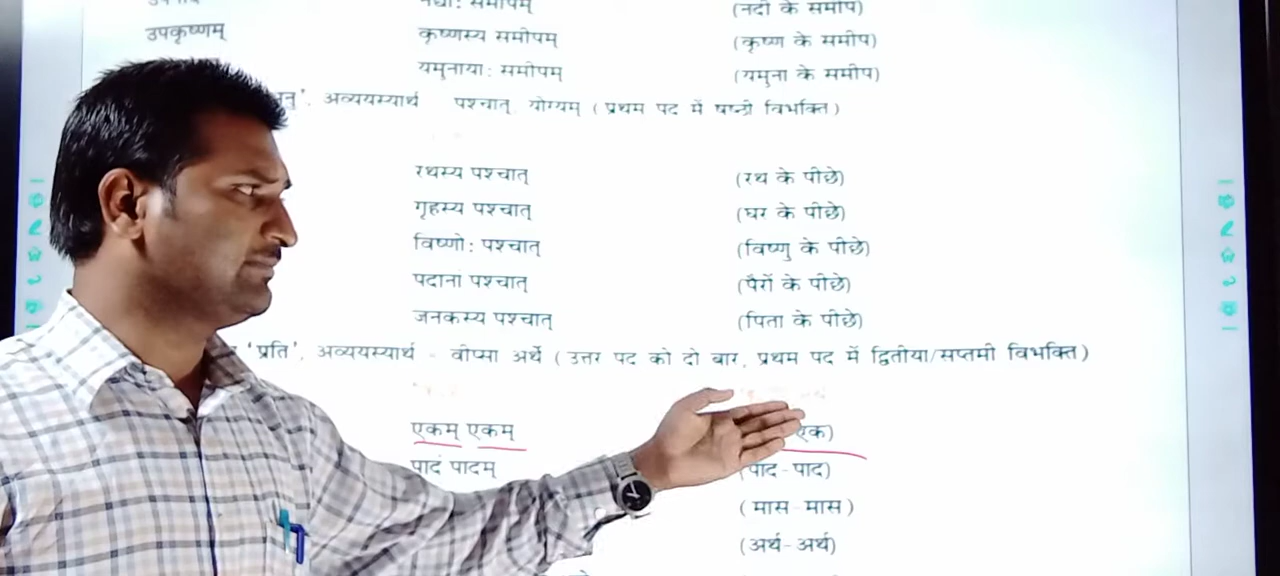 समीपम् (नदी के समीप)
उपकृष्णम् कृष्णस्य समीपम् (कृष्ण के समीप)
यमुनायाः समीपम् (यमुना के समीप)
अव्ययस्यार्थ पश्चात्, योग्यम् (प्रथम पद में षष्ठी विभक्ति)
रथस्य पश्चात् (रथ के पीछे)
गृहस्य पश्चात् (घर के पीछे)
विष्णोः पश्चात् (विष्णु के पीछे)
पदानां पश्चात् (पैरों के पीछे)
जनकस्य पश्चात् (पिता के पीछे)
'प्रति', अव्ययस्यार्थ - वीप्सा अर्थे (उत्तर पद को दो बार, प्रथम पद में द्वितीया/सप्तमी विभक्ति)
एकम् एकम् एक)
पादं पादम् (पाद-पाद)
(मास-मास)
(अर्थ-अर्थ)